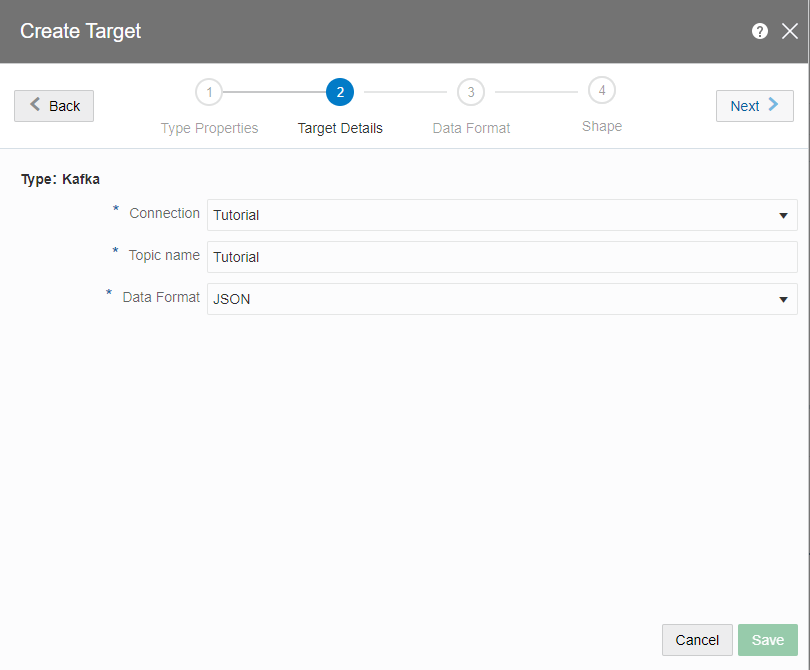 Create Target
?
Back
1
2
3
4
Next
Type Properties
Target Details
Data Format
Shape
Type: Kafka
* Connection Tutorial
* Topic name Tutorial
* Data Format JSON
Cancel
Save